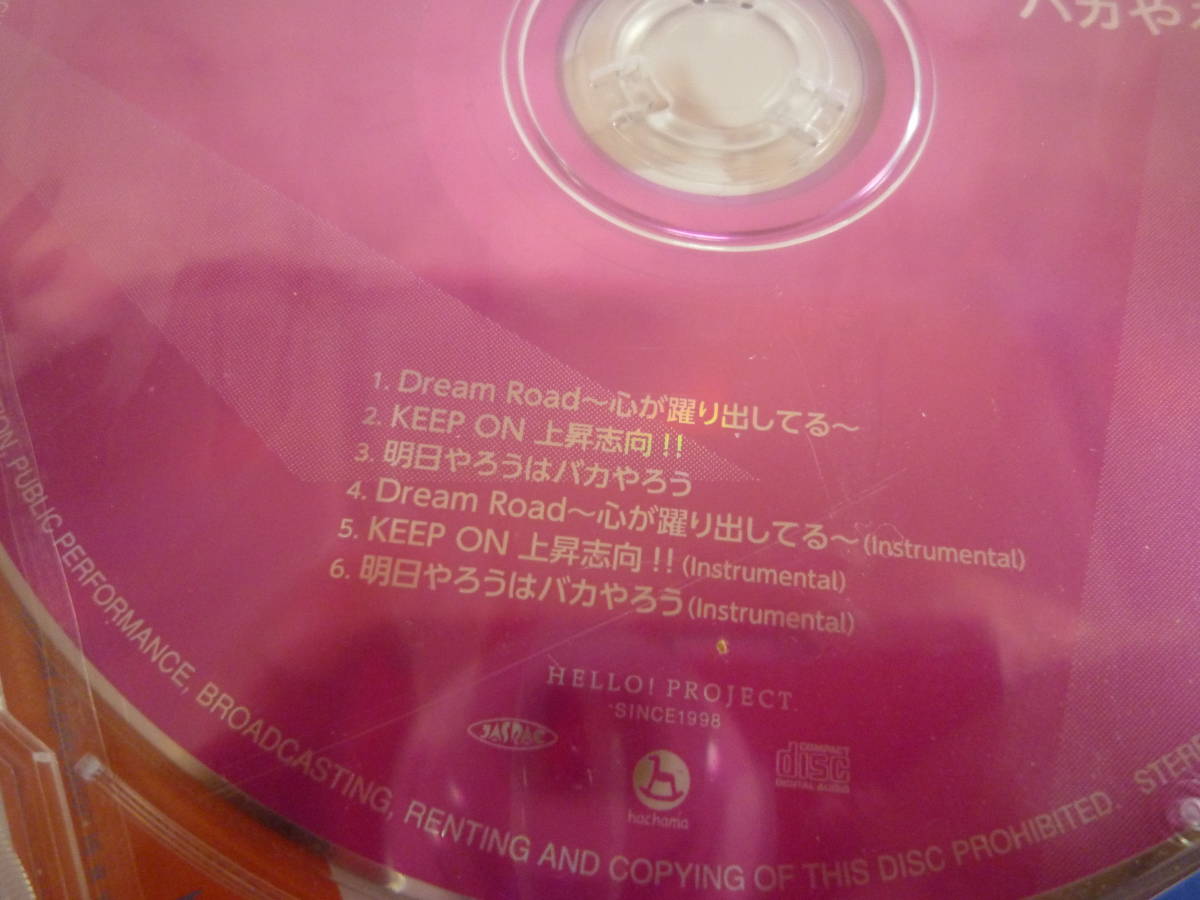 バカや
1. Dream Road〜心が躍り出してる〜
2. KEEP ON 上昇志向!!
3. 明日やろうはバカやろう
4. Dream Road〜心が躍り出してる〜(Instrumental)
5. KEEP ON 上昇志向!!(Instrumental)
6. 明日やろうはバカやろう(Instrumental)
HELLO! PROJECT
SINCE1998
JASRAC
hachama
COMPACT
disc
DIGITAL AUDIO
PUBLIC PERFORMANCE, BROADCASTING, RENTING AND COPYING OF THIS DISC PROHIBITED.